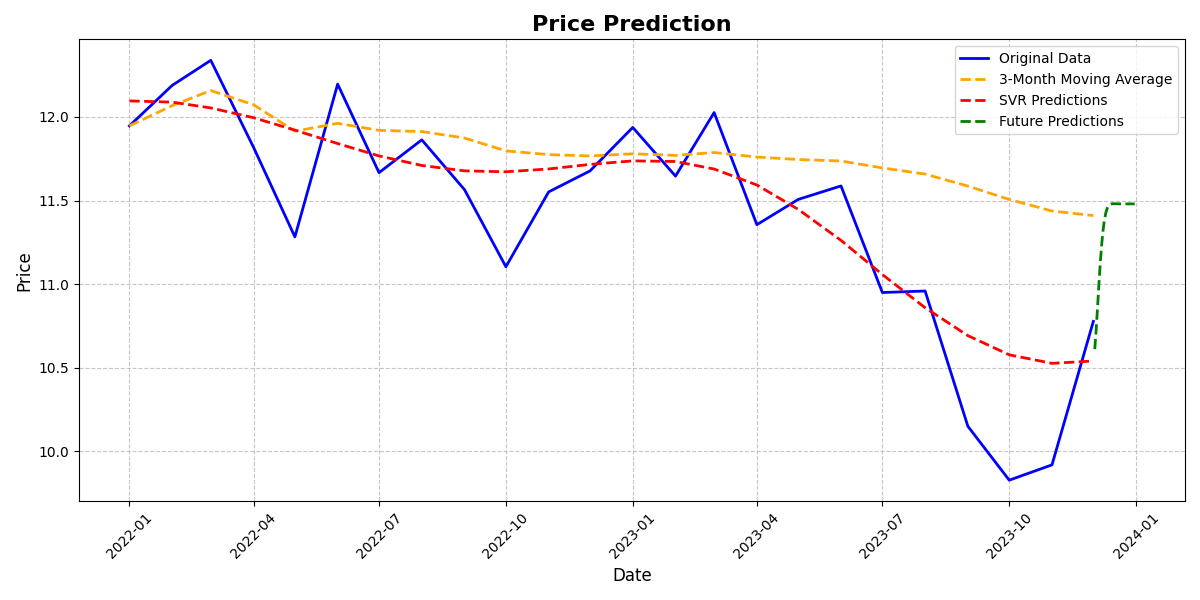 Price Prediction
Original Data
3-Month Moving Average
SVR Predictions
Future Predictions
Price
12.0
11.5
11.0
10.5
10.0
2022-01
2022-04
2022-07
2022-10
2023-01
2023-04
2023-07
2023-10
2024-01
Date